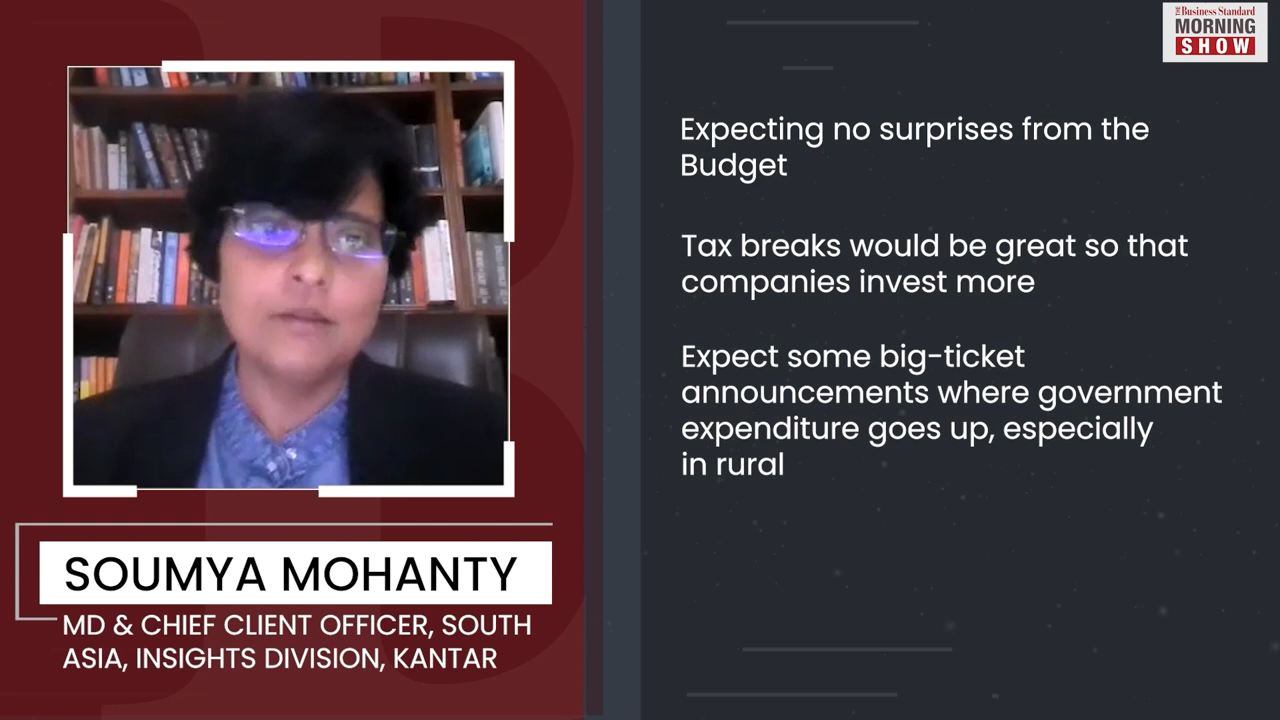 THE Business Standard
MORNING
SHOW
Expecting no surprises from the
Budget
Tax breaks would be great so that
companies invest more
Expect some big-ticket
announcements where government
expenditure goes up, especially
in rural
SOUMYA MOHANTY
MD & CHIEF CLIENT OFFICER, SOUTH
ASIA, INSIGHTS DIVISION, KANTAR